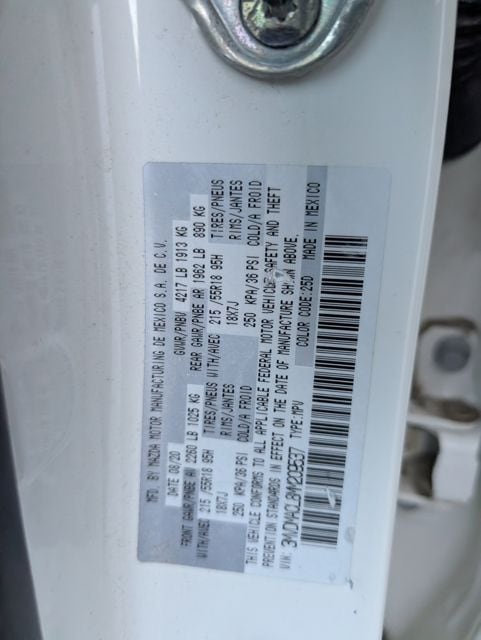 MFD. BY MAZDA MOTOR MANUFACTURING DE MEXICO S.A. DE C.V.
DATE 08/20 GVWR/PNBV 4217 LB 1913 KG
FRONT GAWR/PNBE AV 2260 LB 1025 KG REAR GAWR/PNBE AR 1962 LB 890 KG
WITH/AVEC 215/55R18 95H TIRES/PNEUS WITH/AVEC 215/55R18 95H TIRES/PNEUS
18X7J RIMS/JANTES 18X7J RIMS/JANTES
250 KPA/36 PSI COLD/A FROID 250 KPA/36 PSI COLD/A FROID
THIS VEHICLE CONFORMS TO ALL APPLICABLE FEDERAL MOTOR VEHICLE SAFETY AND THEFT
PREVENTION STANDARDS IN EFFECT ON THE DATE OF MANUFACTURE SHOWN ABOVE.
VIN: TYPE:MPV COLOR CODE:25D MADE IN MEXICO